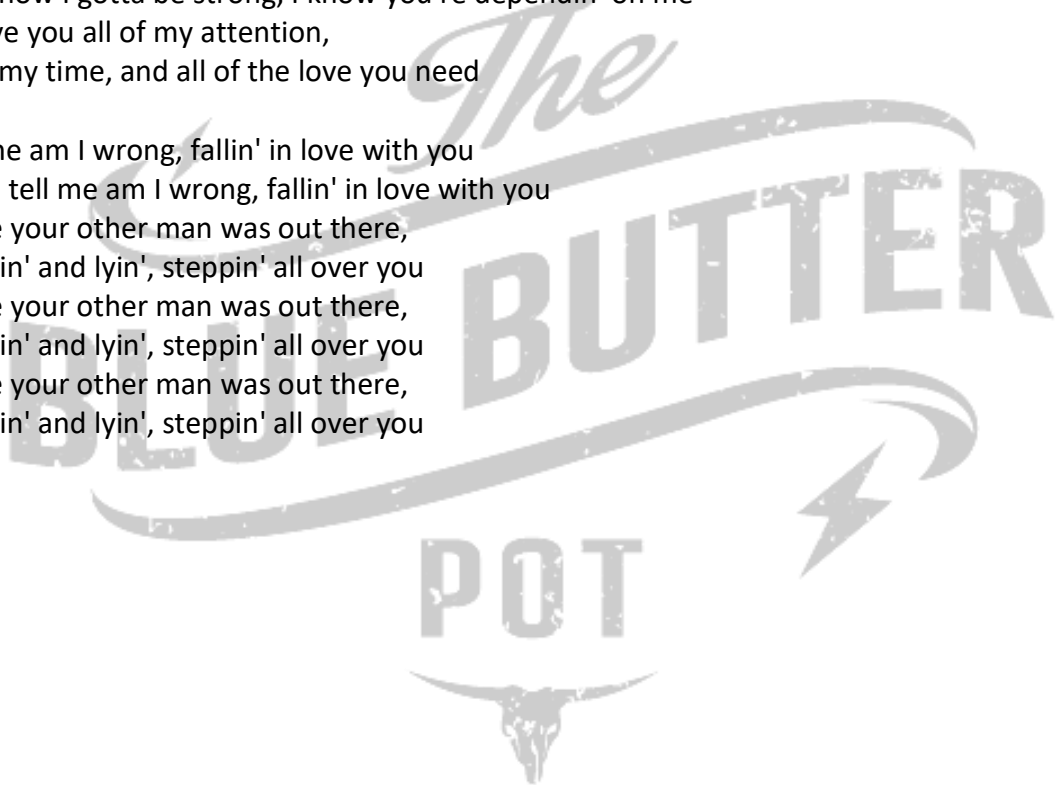 now I gotta be strong, I know you're dependin' on me
ve you all of my attention,
my time, and all of the love you need
ne am I wrong, fallin' in love with you
tell me am I wrong, fallin' in love with you
e your other man was out there,
in' and lyin', steppin' all over you
e your other man was out there,
in' and lyin', steppin' all over you
e your other man was out there,
in' and lyin', steppin' all over you
The
BLUE BUTTER
POT